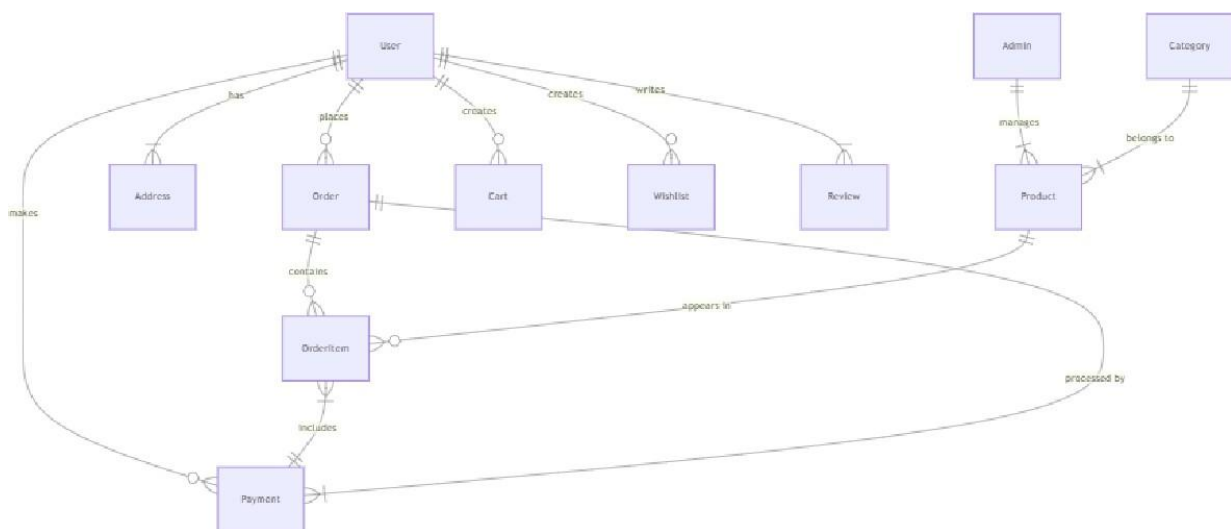 User
Admin
Category
has
places
creates
creates
writes
manages
belongs to
Address
Order
Cart
Wishlist
Review
Product
makes
contains
appears in
OrderItem
processed by
includes
Payment